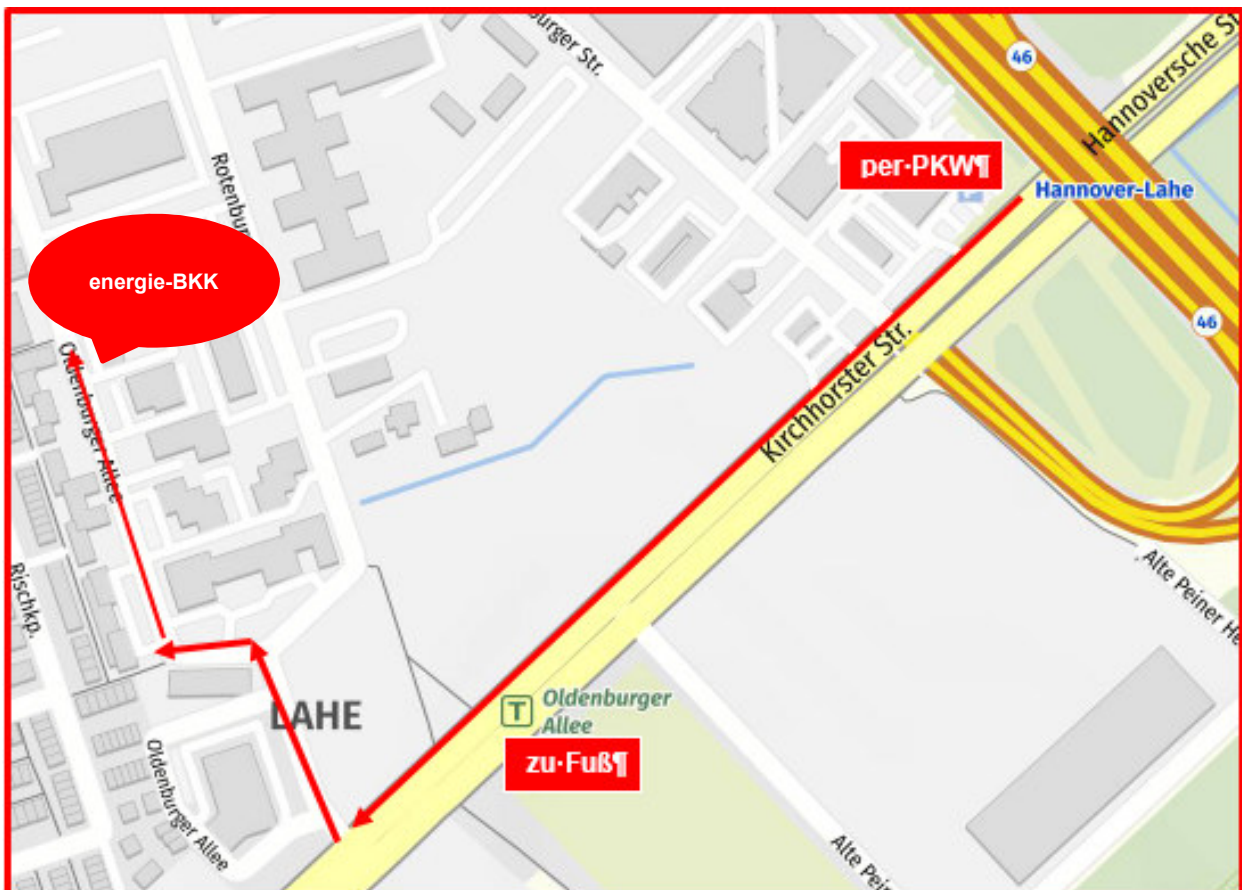 burger Str.
46
Hannoversche St
per·PKW¶
Hannover-Lahe
Rotenbur
energie-BKK
46
Oldenburger Allee
Kirchhorster Str.
Rischkp.
Alte Peiner He
Oldenburger
Allee
T
LAHE
zu·Fuß¶
Oldenburger Allee
Alte Peine